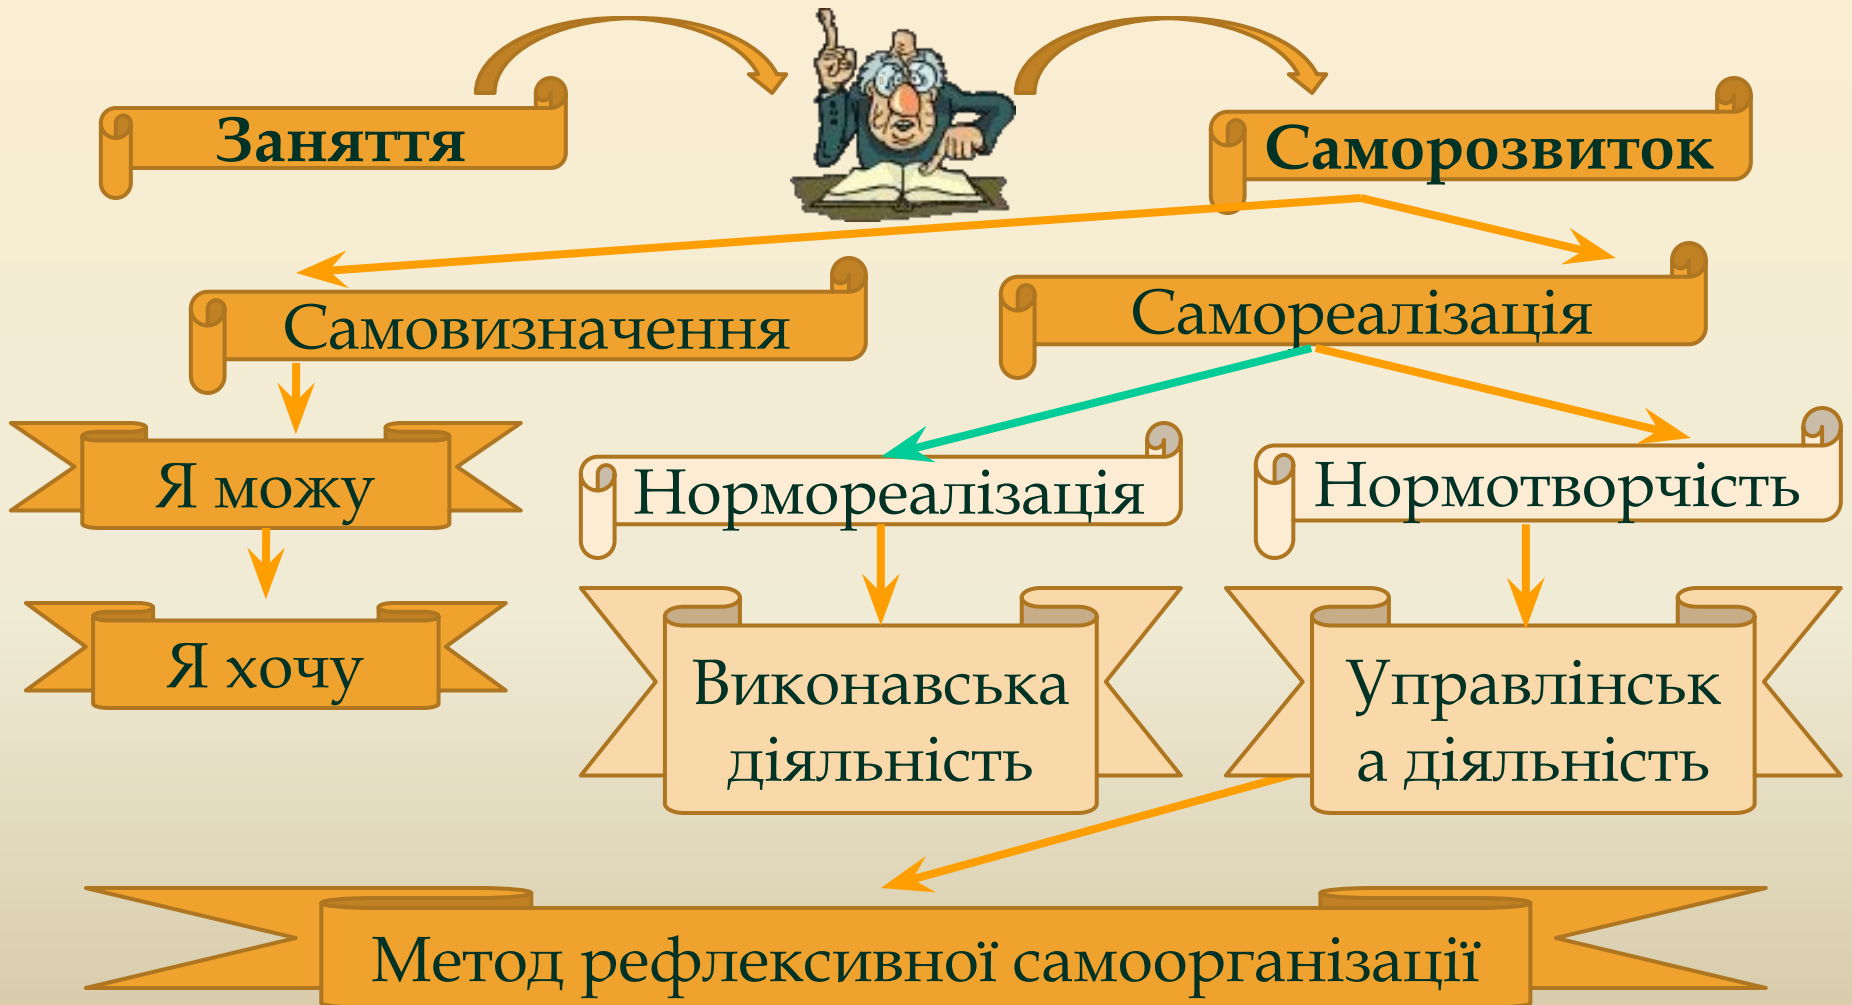 Заняття
Саморозвиток
Самовизначення
Самореалізація
Я можу
Нормореалізація
Нормотворчість
Я хочу
Виконавська
діяльність
Управлінськ
а діяльність
Метод рефлексивної самоорганізації